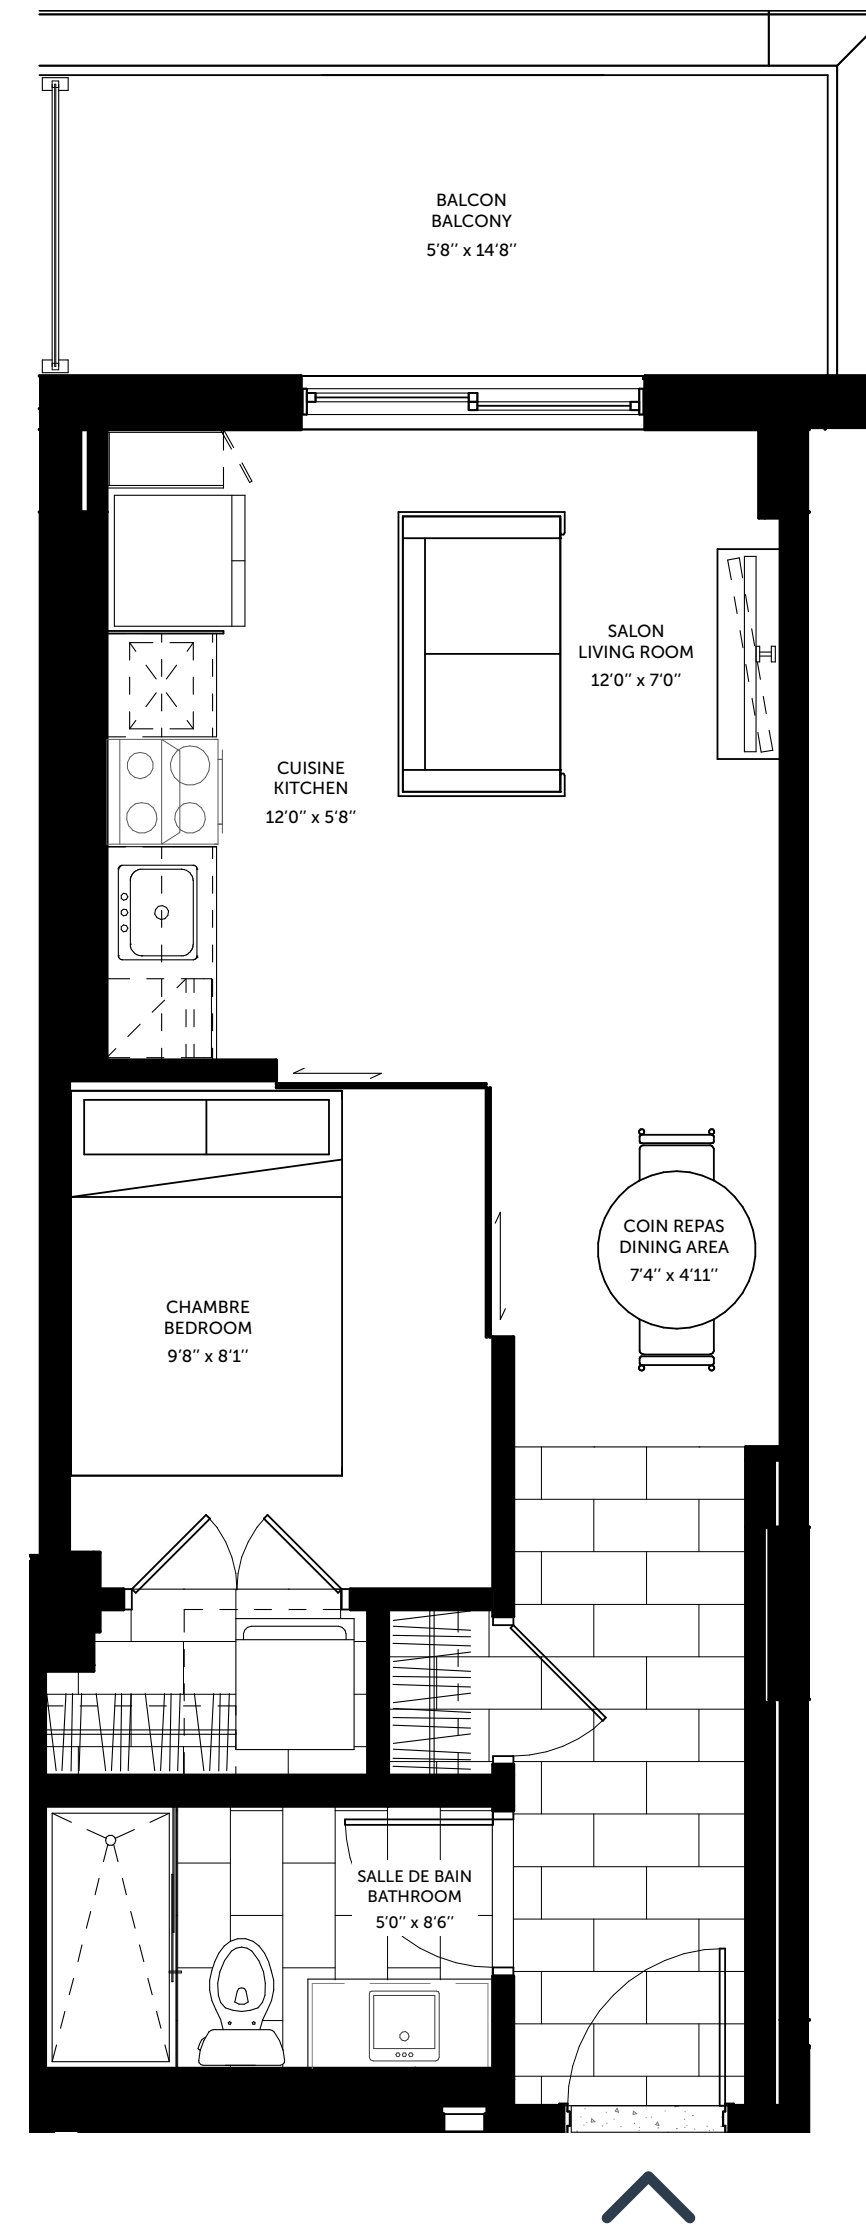 BALCON
BALCONY
5’8’’ x 14’8’’
SALON
LIVING ROOM
12’0’’ x 7’0’’
CUISINE
KITCHEN
12’0’’ x 5’8’’
COIN REPAS
DINING AREA
7’4’’ x 4’11’’
CHAMBRE
BEDROOM
9’8’’ x 8’1’’
SALLE DE BAIN
BATHROOM
5’0’’ x 8’6’’